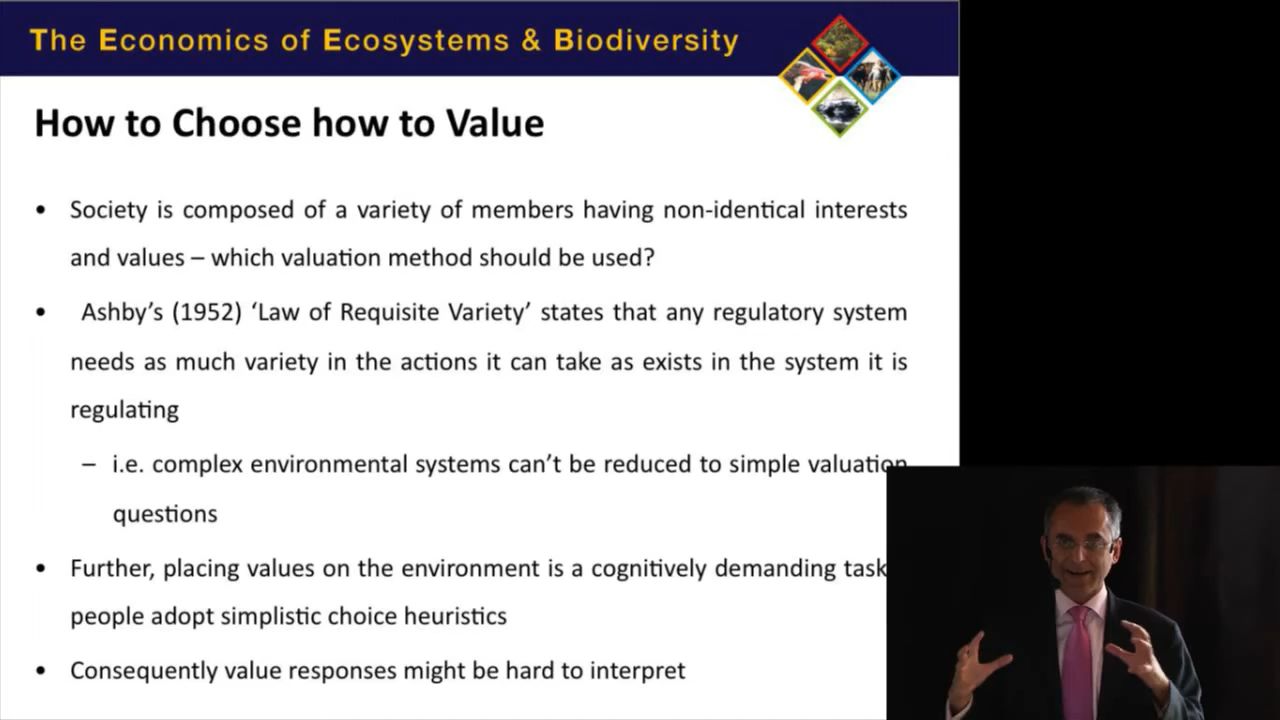 The Economics of Ecosystems & Biodiversity
How to Choose how to Value
• Society is composed of a variety of members having non-identical interests
and values – which valuation method should be used?
• Ashby’s (1952) ‘Law of Requisite Variety’ states that any regulatory system
needs as much variety in the actions it can take as exists in the system it is
regulating
– i.e. complex environmental systems can’t be reduced to simple valuation
questions
• Further, placing values on the environment is a cognitively demanding task
people adopt simplistic choice heuristics
• Consequently value responses might be hard to interpret